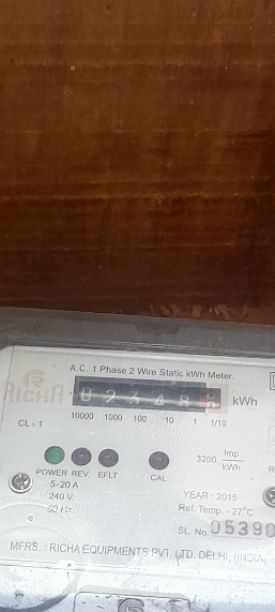 A.C. 1 Phase 2 Wire Static kWh Meter.
RICHA
02348 kWh
10000 1000 100 10 1 1/10
CL - 1
3200 Imp
kWh
POWER REV. EFLT CAL
5-20 A
240 V.
50 Hz.
YEAR : 2015
Ref. Temp. - 27°C
SL. No. 05390
MFRS. : RICHA EQUIPMENTS PVT. LTD. DELHI, (INDIA)